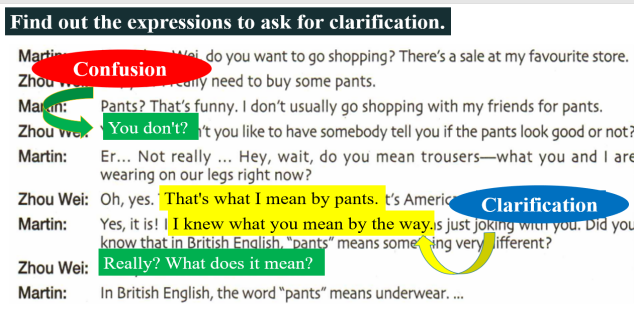 Find out the expressions to ask for clarification.
Martin: Wei, do you want to go shopping? There's a sale at my favourite store.
Confusion
Zhou Wei: really need to buy some pants.
Martin: Pants? That's funny. I don't usually go shopping with my friends for pants.
Zhou Wei: You don't? n't you like to have somebody tell you if the pants look good or not?
Martin: Er... Not really ... Hey, wait, do you mean trousers—what you and I are
wearing on our legs right now?
Zhou Wei: Oh, yes. That's what I mean by pants. t's Americ
Clarification
Martin: Yes, it is! I I knew what you mean by the way. s just joking with you. Did you
know that in British English, "pants" means something very different?
Zhou Wei: Really? What does it mean?
Martin: In British English, the word "pants" means underwear. ...